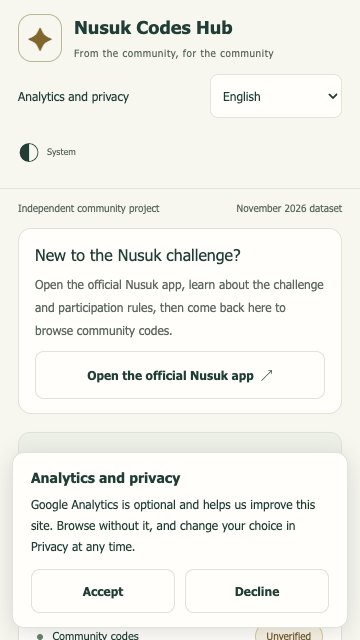 Nusuk Codes Hub
From the community, for the community
Analytics and privacy
English
System
Independent community project
November 2026 dataset
New to the Nusuk challenge?
Open the official Nusuk app, learn about the challenge
and participation rules, then come back here to
browse community codes.
Open the official Nusuk app ↗
Analytics and privacy
Google Analytics is optional and helps us improve this
site. Browse without it, and change your choice in
Privacy at any time.
Accept
Decline
Community codes
Unverified